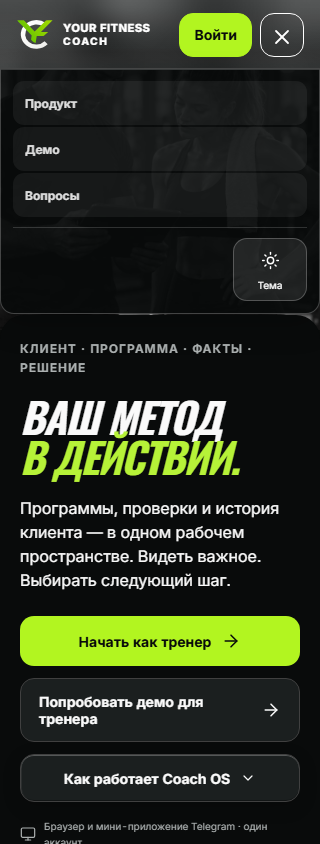 YOUR FITNESS
COACH
Войти
Продукт
Демо
Вопросы
Тема
КЛИЕНТ · ПРОГРАММА · ФАКТЫ ·
РЕШЕНИЕ
ВАШ МЕТОД
В ДЕЙСТВИИ.
Программы, проверки и история
клиента — в одном рабочем
пространстве. Видеть важное.
Выбирать следующий шаг.
Начать как тренер
Попробовать демо для
тренера
Как работает Coach OS
Браузер и мини-приложение Telegram · один
аккаунт